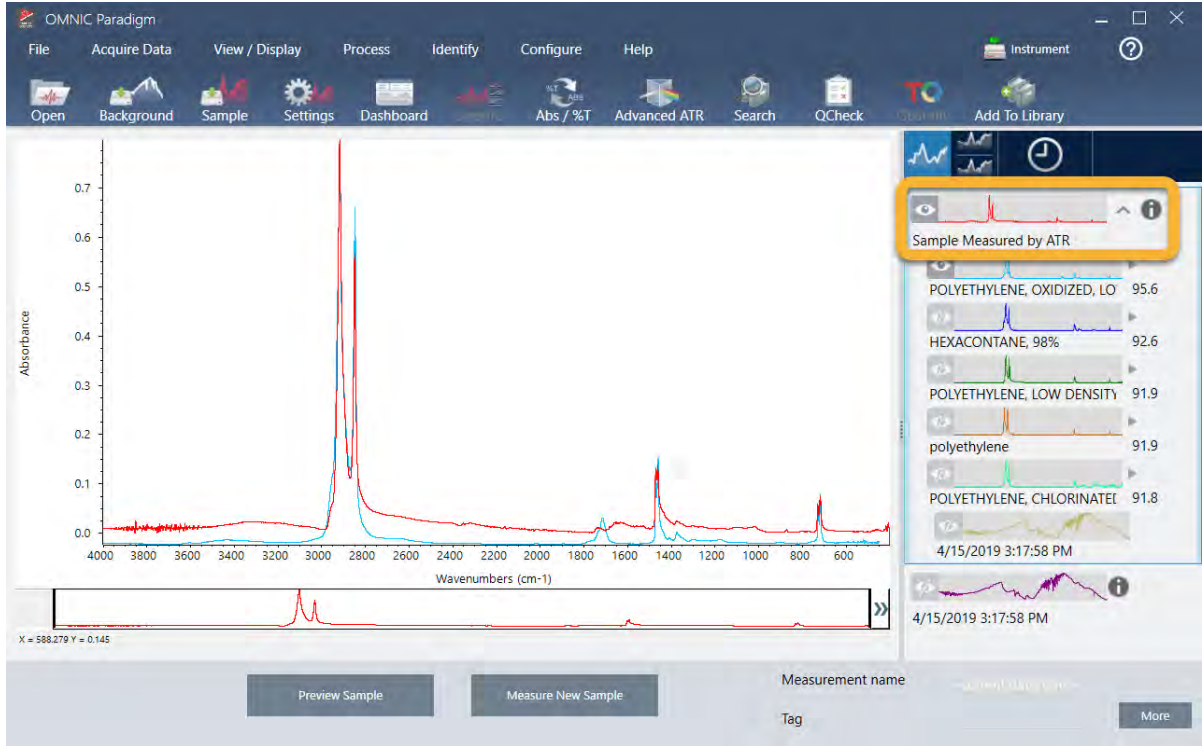 OMNIC Paradigm
File Acquire Data View / Display Process Identify Configure Help Instrument ?
Open Background Sample Settings Dashboard Abs / %T Advanced ATR Search QCheck Add To Library
%T ABS
TQ
Sample Measured by ATR
POLYETHYLENE, OXIDIZED, LO 95.6
HEXACONTANE, 98% 92.6
POLYETHYLENE, LOW DENSITY 91.9
polyethylene 91.9
POLYETHYLENE, CHLORINATED 91.8
4/15/2019 3:17:58 PM
4/15/2019 3:17:58 PM
Absorbance
0.7
0.6
0.5
0.4
0.3
0.2
0.1
0.0
4000 3800 3600 3400 3200 3000 2800 2600 2400 2200 2000 1800 1600 1400 1200 1000 800 600
Wavenumbers (cm-1)
X = 588.279 Y = 0.145
Preview Sample Measure New Sample
Measurement name
Tag
More